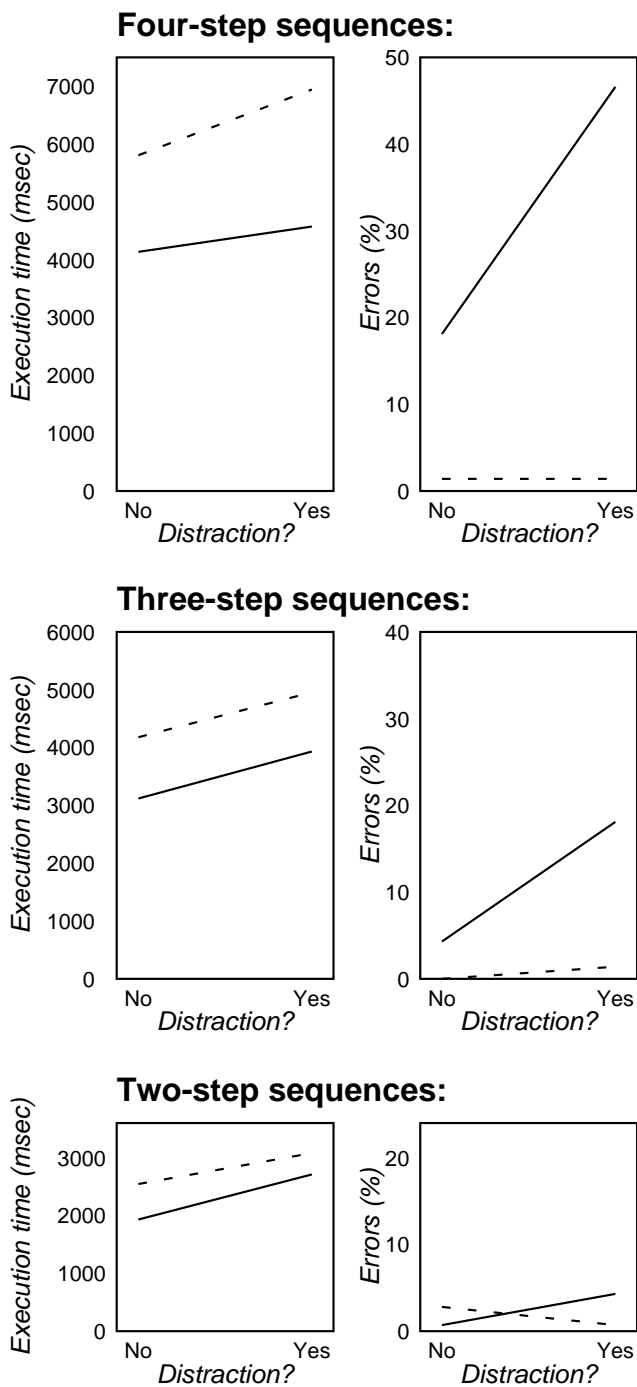 Four-step sequences:
Execution time (msec)
7000
6000
5000
4000
3000
2000
1000
0
No Yes
Distraction?
Errors (%)
50
40
30
20
10
0
No Yes
Distraction?
Three-step sequences:
Execution time (msec)
6000
5000
4000
3000
2000
1000
0
No Yes
Distraction?
Errors (%)
40
30
20
10
0
No Yes
Distraction?
Two-step sequences:
Execution time (msec)
3000
2000
1000
0
No Yes
Distraction?
Errors (%)
20
10
0
No Yes
Distraction?